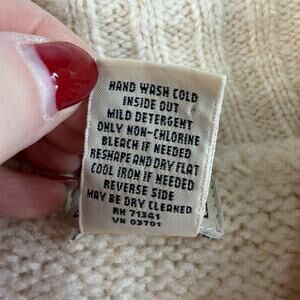 HAND WASH COLD
INSIDE OUT
MILD DETERGENT
ONLY NON-CHLORINE
BLEACH IF NEEDED
RESHAPE AND DRY FLAT
COOL IRON IF NEEDED
REVERSE SIDE
MAY BE DRY CLEANED
RN 71341
VN 03701